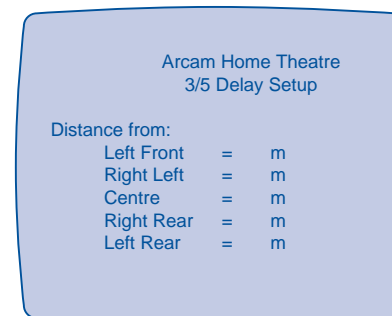 Arcam Home Theatre
3/5 Delay Setup
Distance from:
Left Front = m
Right Left = m
Centre = m
Right Rear = m
Left Rear = m